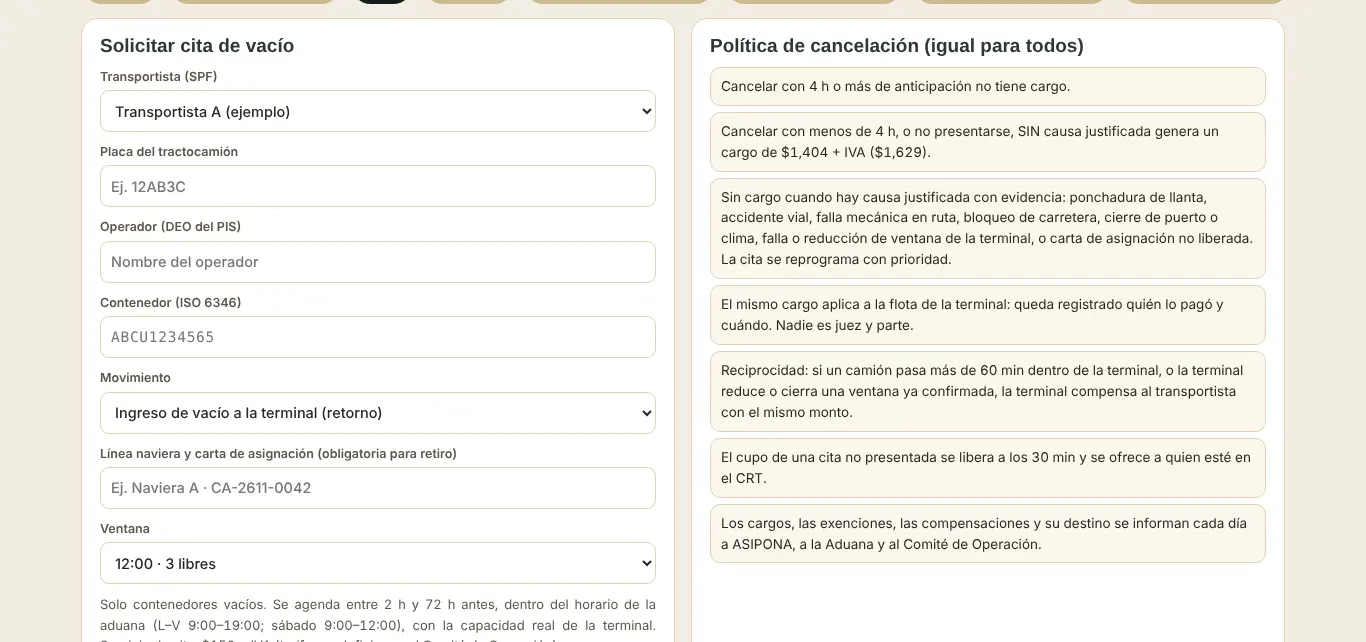 Solicitar cita de vacío
Transportista (SPF)
Transportista A (ejemplo)
Placa del tractocamión
Ej. 12AB3C
Operador (DEO del PIS)
Nombre del operador
Contenedor (ISO 6346)
ABCU1234565
Movimiento
Ingreso de vacío a la terminal (retorno)
Línea naviera y carta de asignación (obligatoria para retiro)
Ej. Naviera A · CA-2611-0042
Ventana
12:00 · 3 libres
Solo contenedores vacíos. Se agenda entre 2 h y 72 h antes, dentro del horario de la
aduana (L–V 9:00–19:00; sábado 9:00–12:00), con la capacidad real de la terminal.
Política de cancelación (igual para todos)
Cancelar con 4 h o más de anticipación no tiene cargo.
Cancelar con menos de 4 h, o no presentarse, SIN causa justificada genera un
cargo de $1,404 + IVA ($1,629).
Sin cargo cuando hay causa justificada con evidencia: ponchadura de llanta,
accidente vial, falla mecánica en ruta, bloqueo de carretera, cierre de puerto o
clima, falla o reducción de ventana de la terminal, o carta de asignación no liberada.
La cita se reprograma con prioridad.
El mismo cargo aplica a la flota de la terminal: queda registrado quién lo pagó y
cuándo. Nadie es juez y parte.
Reciprocidad: si un camión pasa más de 60 min dentro de la terminal, o la terminal
reduce o cierra una ventana ya confirmada, la terminal compensa al transportista
con el mismo monto.
El cupo de una cita no presentada se libera a los 30 min y se ofrece a quien esté en
el CRT.
Los cargos, las exenciones, las compensaciones y su destino se informan cada día
a ASIPONA, a la Aduana y al Comité de Operación.